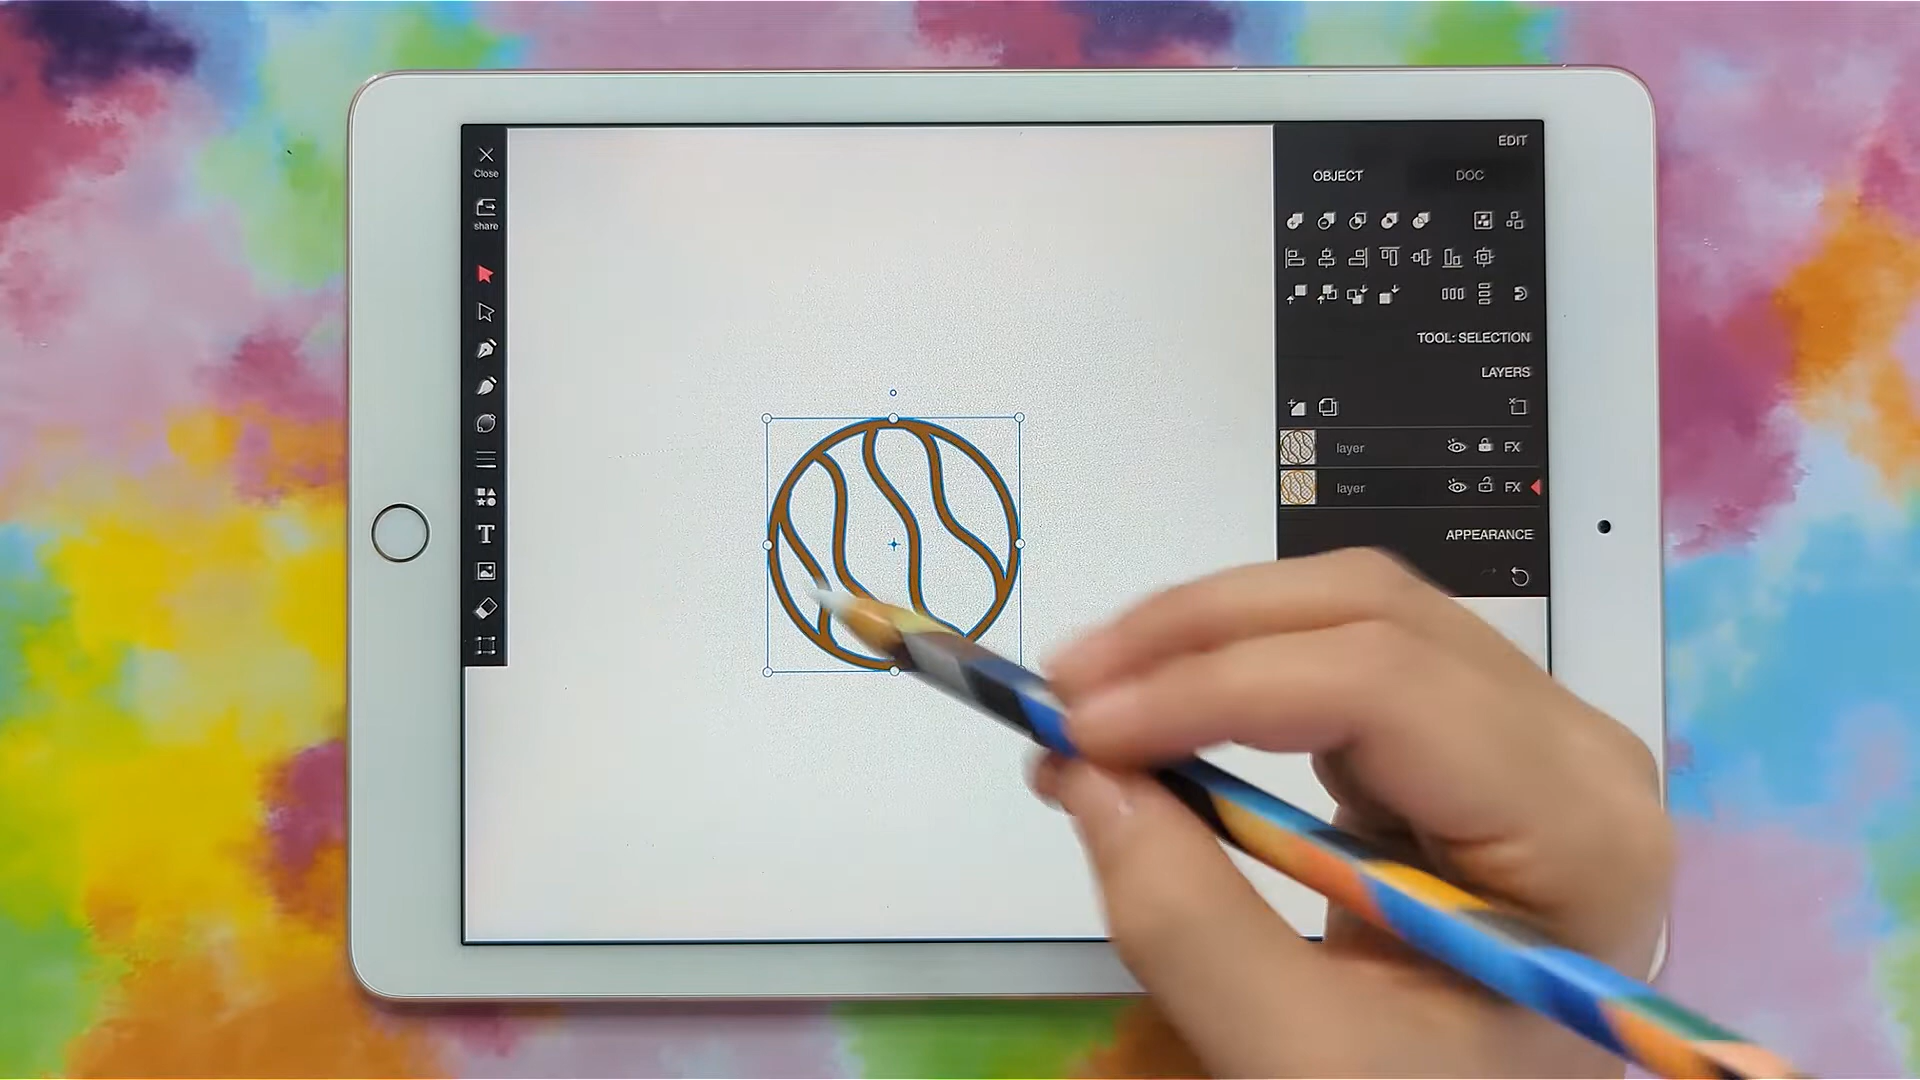 Close
share
T
EDIT
OBJECT DOC
TOOL: SELECTION
LAYERS
layer FX
layer FX
APPEARANCE